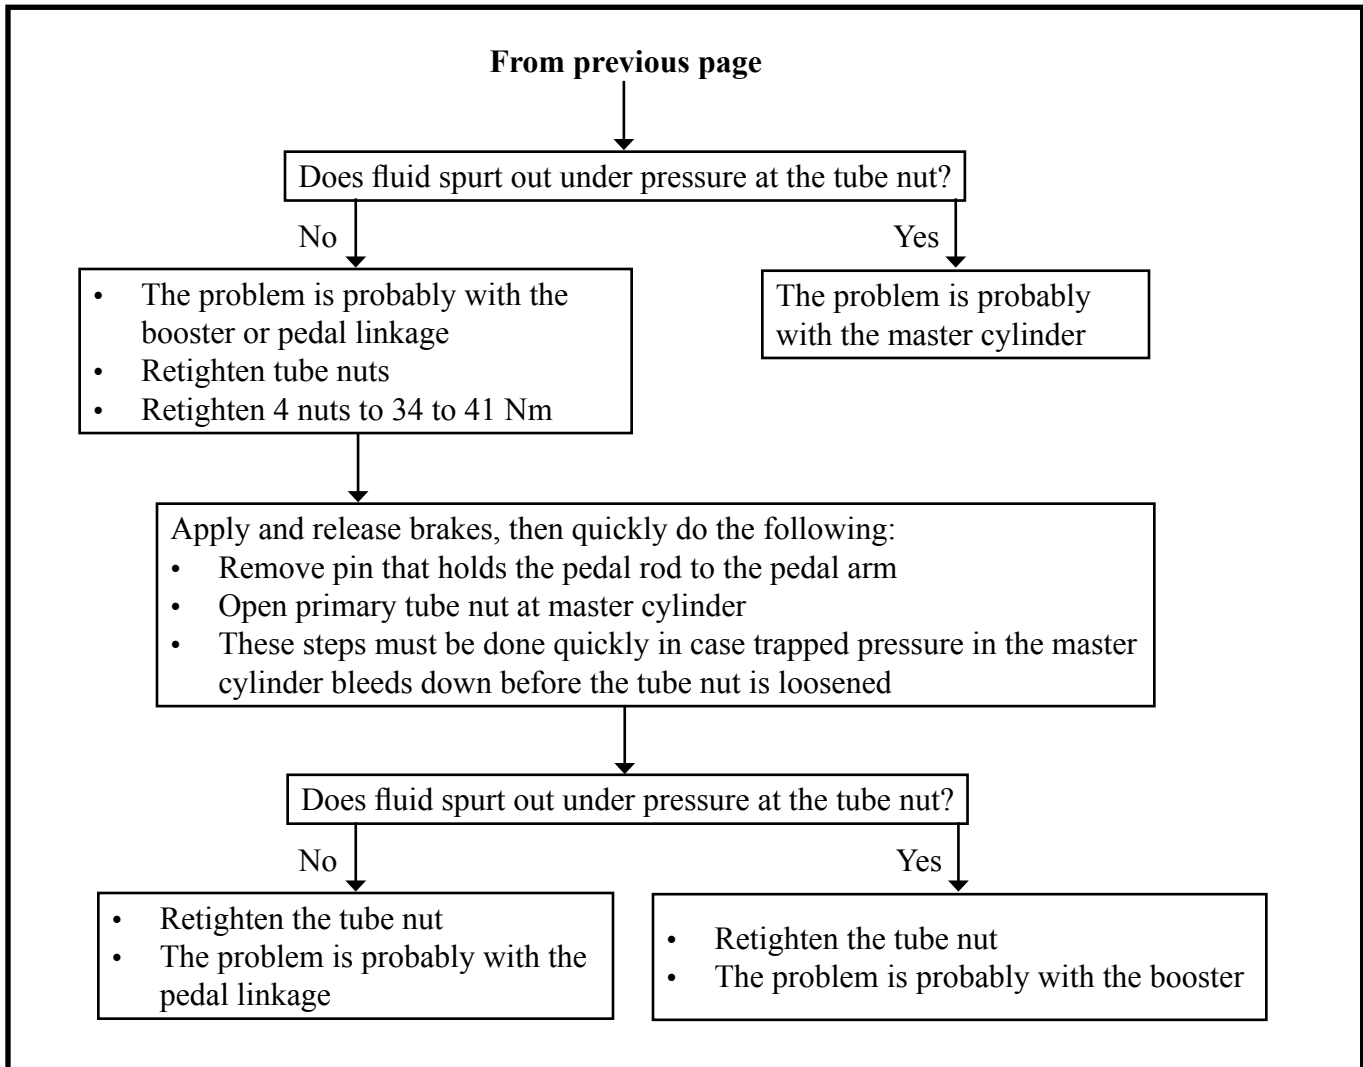 From previous page
Does fluid spurt out under pressure at the tube nut?
No
Yes
• The problem is probably with the
booster or pedal linkage
• Retighten tube nuts
• Retighten 4 nuts to 34 to 41 Nm
The problem is probably
with the master cylinder
Apply and release brakes, then quickly do the following:
• Remove pin that holds the pedal rod to the pedal arm
• Open primary tube nut at master cylinder
• These steps must be done quickly in case trapped pressure in the master
cylinder bleeds down before the tube nut is loosened
Does fluid spurt out under pressure at the tube nut?
No
Yes
• Retighten the tube nut
• The problem is probably with the
pedal linkage
• Retighten the tube nut
• The problem is probably with the booster